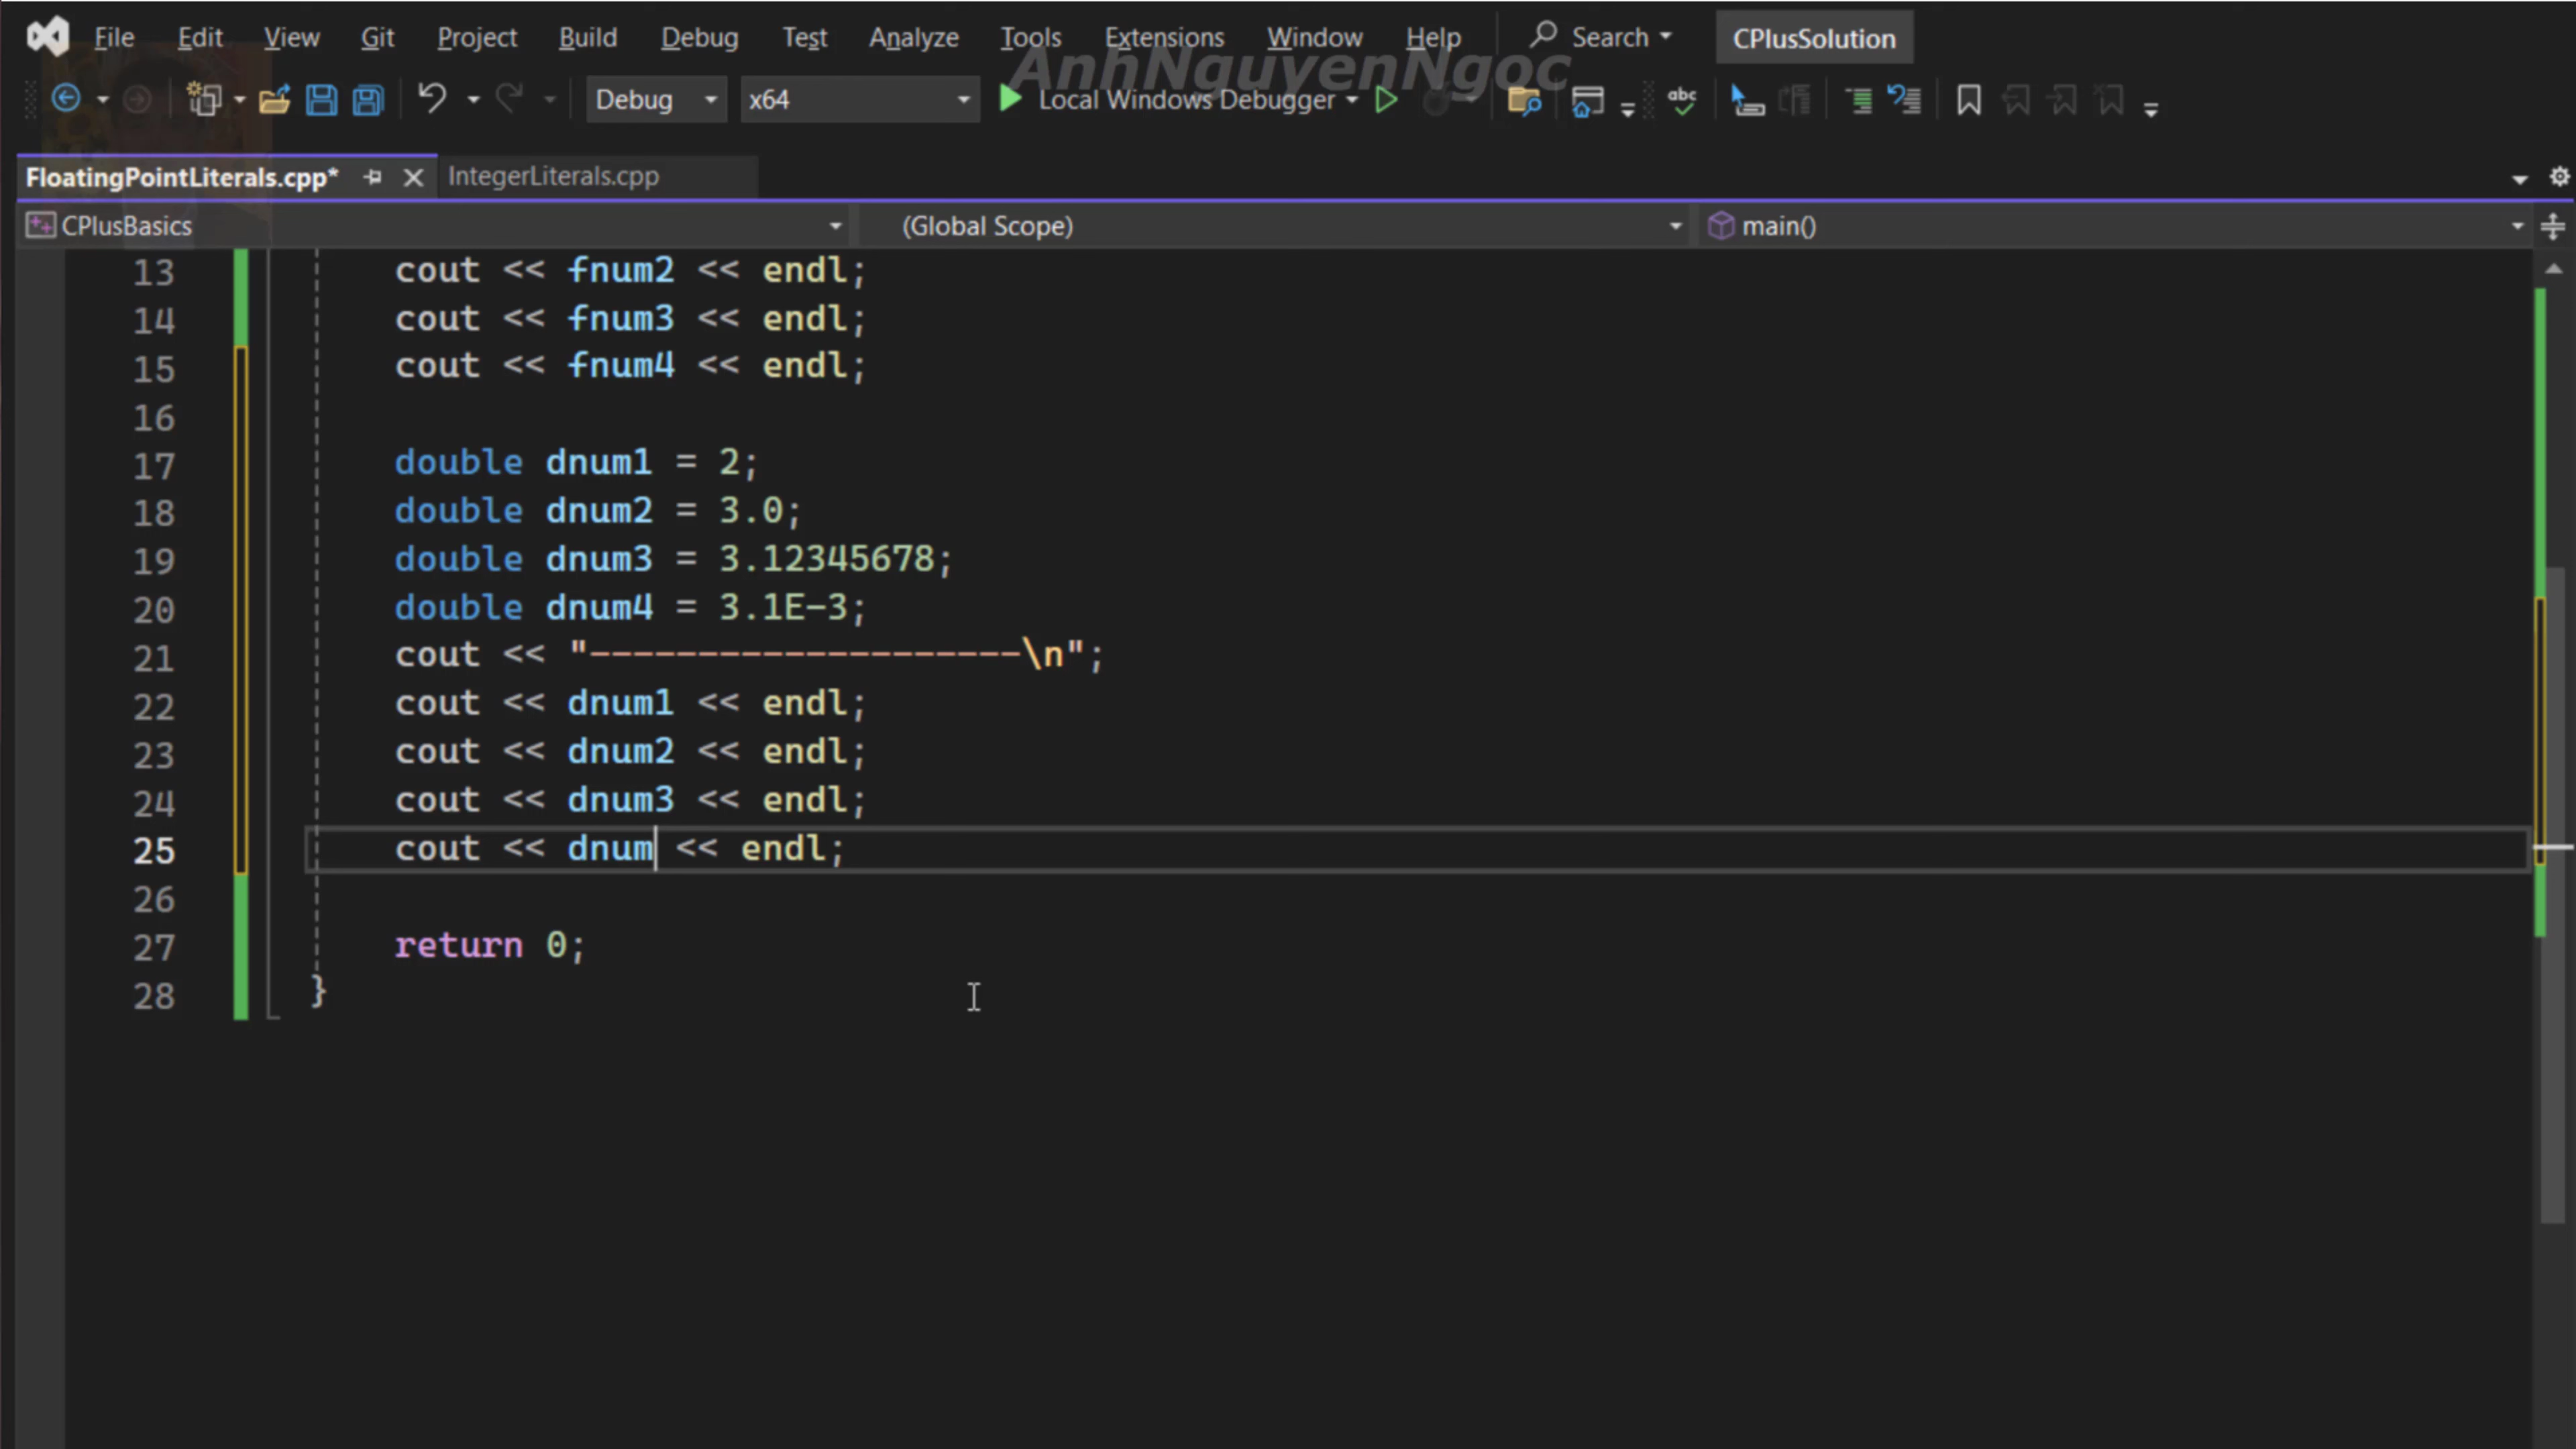 File Edit View Git Project Build Debug Test Analyze Tools Extensions Window Help Search CPlusSolution
AnhNguyenNgoc
Debug x64 Local Windows Debugger abc
FloatingPointLiterals.cpp* IntegerLiterals.cpp
CPlusBasics (Global Scope) main()
13 cout << fnum2 << endl;
14 cout << fnum3 << endl;
15 cout << fnum4 << endl;
16
17 double dnum1 = 2;
18 double dnum2 = 3.0;
19 double dnum3 = 3.12345678;
20 double dnum4 = 3.1E-3;
21 cout << "--------------------\n";
22 cout << dnum1 << endl;
23 cout << dnum2 << endl;
24 cout << dnum3 << endl;
25 cout << dnum << endl;
26
27 return 0;
28 }